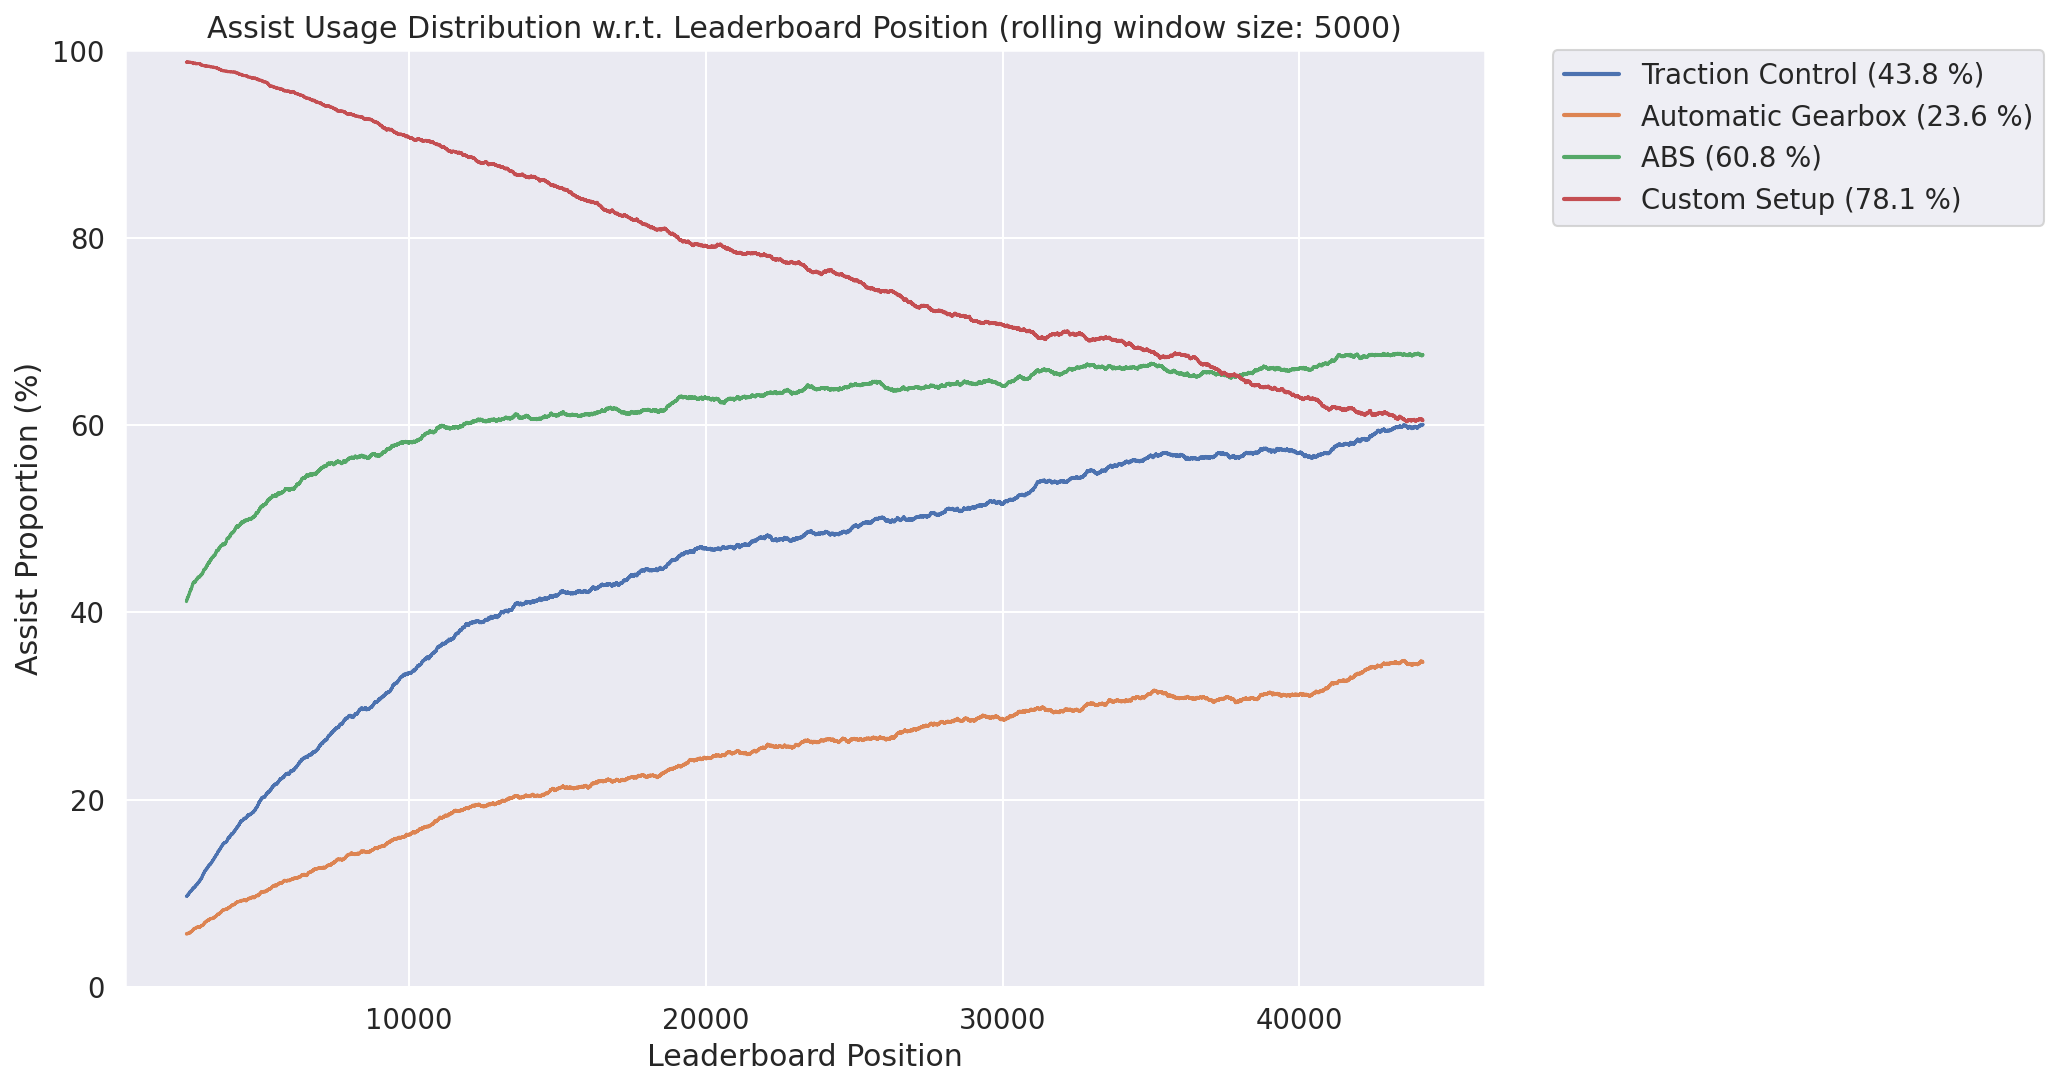 Assist Usage Distribution w.r.t. Leaderboard Position (rolling window size: 5000)
100
80
60
40
20
0
Assist Proportion (%)
10000
20000
30000
40000
Leaderboard Position
Traction Control (43.8 %)
Automatic Gearbox (23.6 %)
ABS (60.8 %)
Custom Setup (78.1 %)